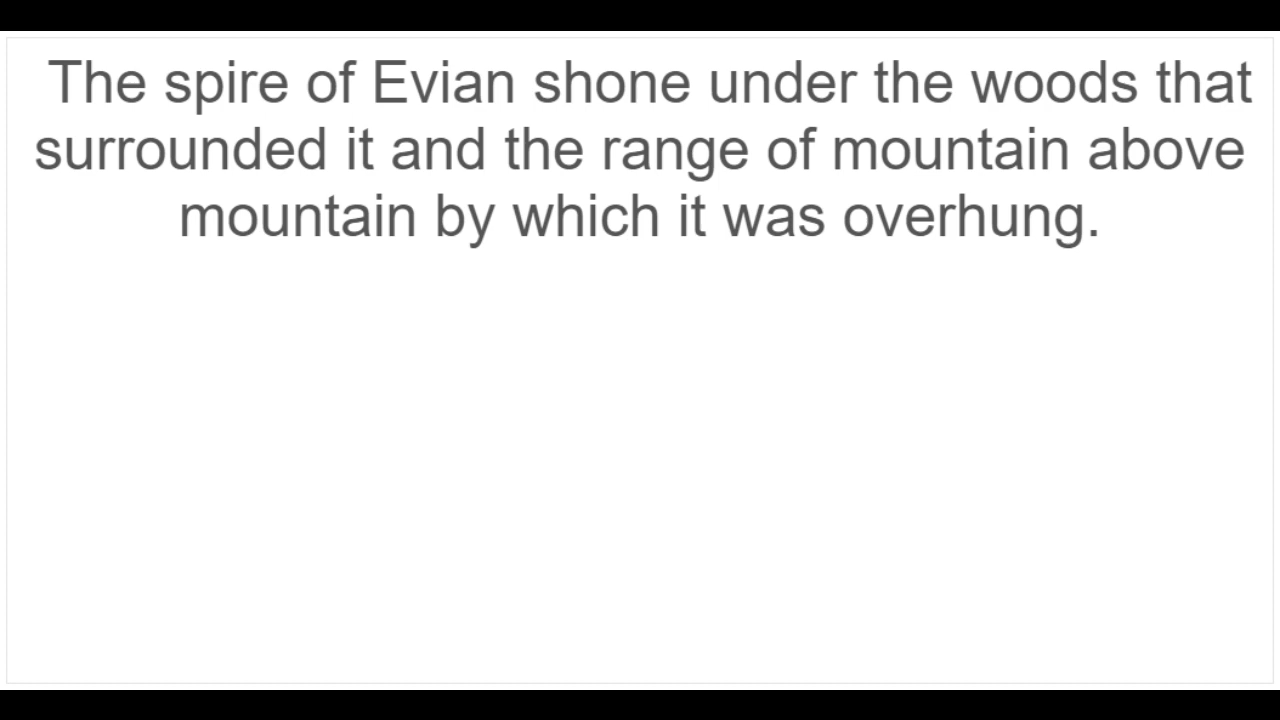 The spire of Evian shone under the woods that
surrounded it and the range of mountain above
mountain by which it was overhung.